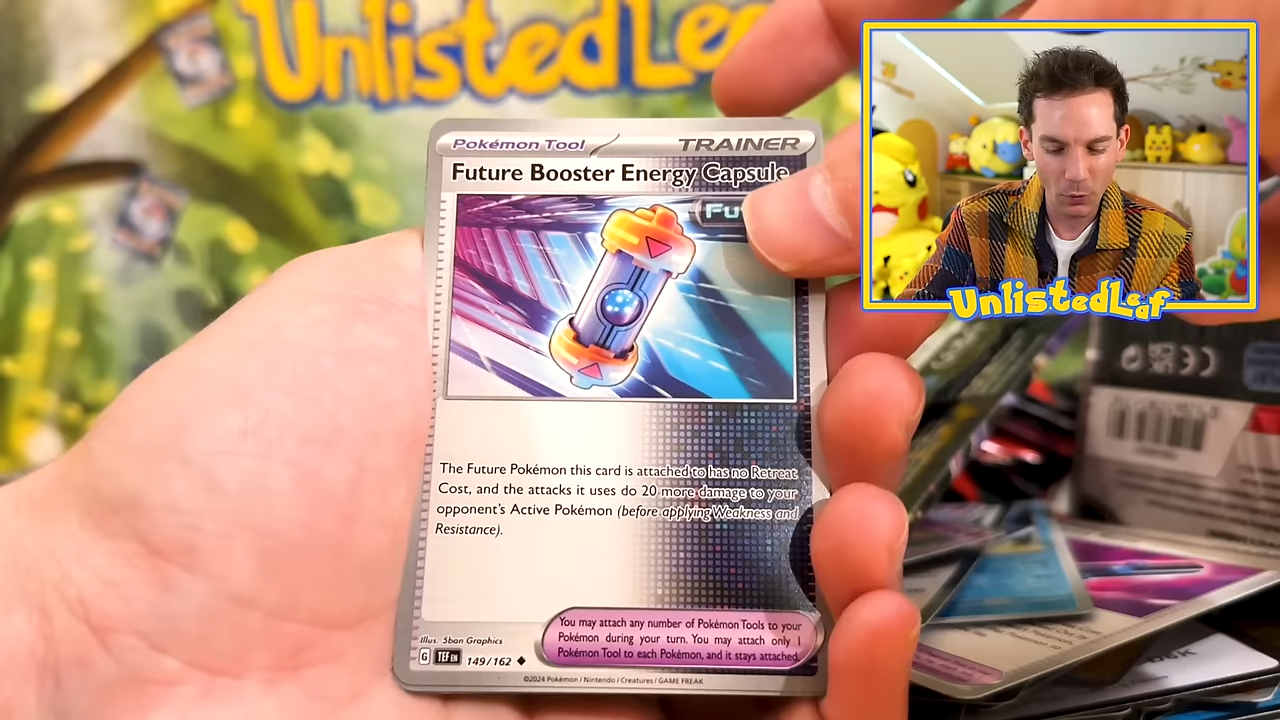 UnlistedLea
UnlistedLeaf
Pokémon Tool
TRAINER
Future Booster Energy Capsule
Fu
The Future Pokémon this card is attached to has no Retreat
Cost, and the attacks it uses do 20 more damage to your
opponent's Active Pokémon (before applying Weakness and
Resistance).
You may attach any number of Pokémon Tools to your
Pokémon during your turn. You may attach only 1
Pokémon Tool to each Pokémon, and it stays attached.
Illus. 5ban Graphics
G TEF EN 149/162
©2024 Pokémon / Nintendo / Creatures / GAME FREAK